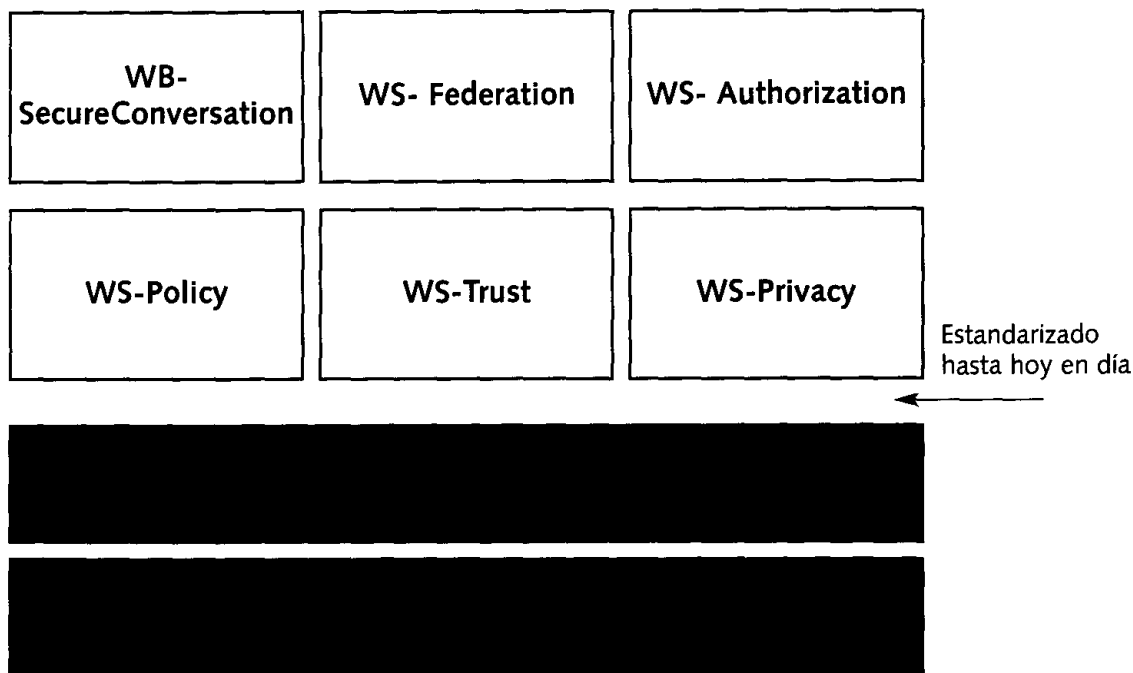 WB-
SecureConversation
WS- Federation
WS- Authorization
WS-Policy
WS-Trust
WS-Privacy
Estandarizado
hasta hoy en día